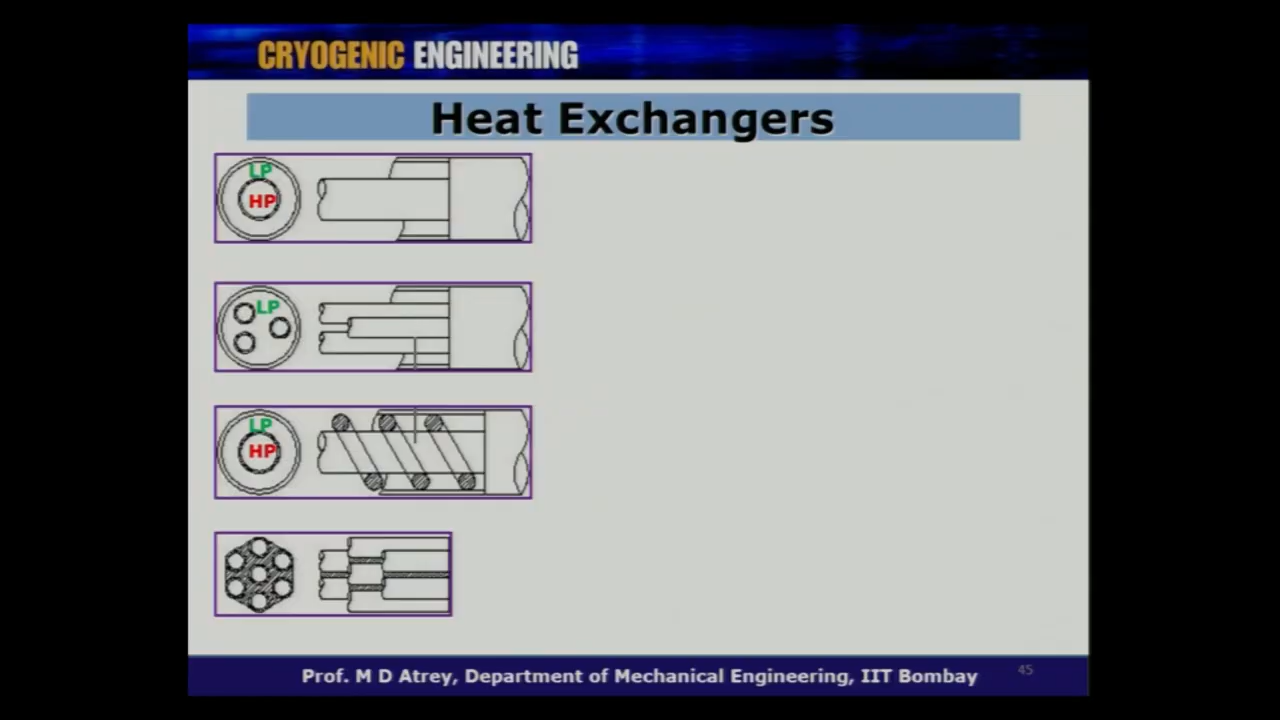 CRYOGENIC ENGINEERING
Heat Exchangers
LP
HP
LP
LP
HP
Prof. M D Atrey, Department of Mechanical Engineering, IIT Bombay
45